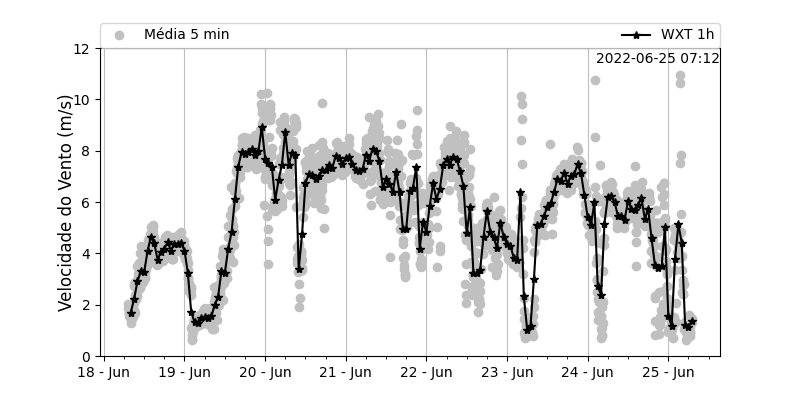 Média 5 min
WXT 1h
2022-06-25 07:12
Velocidade do Vento (m/s)
12
10
8
6
4
2
0
18 - Jun
19 - Jun
20 - Jun
21 - Jun
22 - Jun
23 - Jun
24 - Jun
25 - Jun